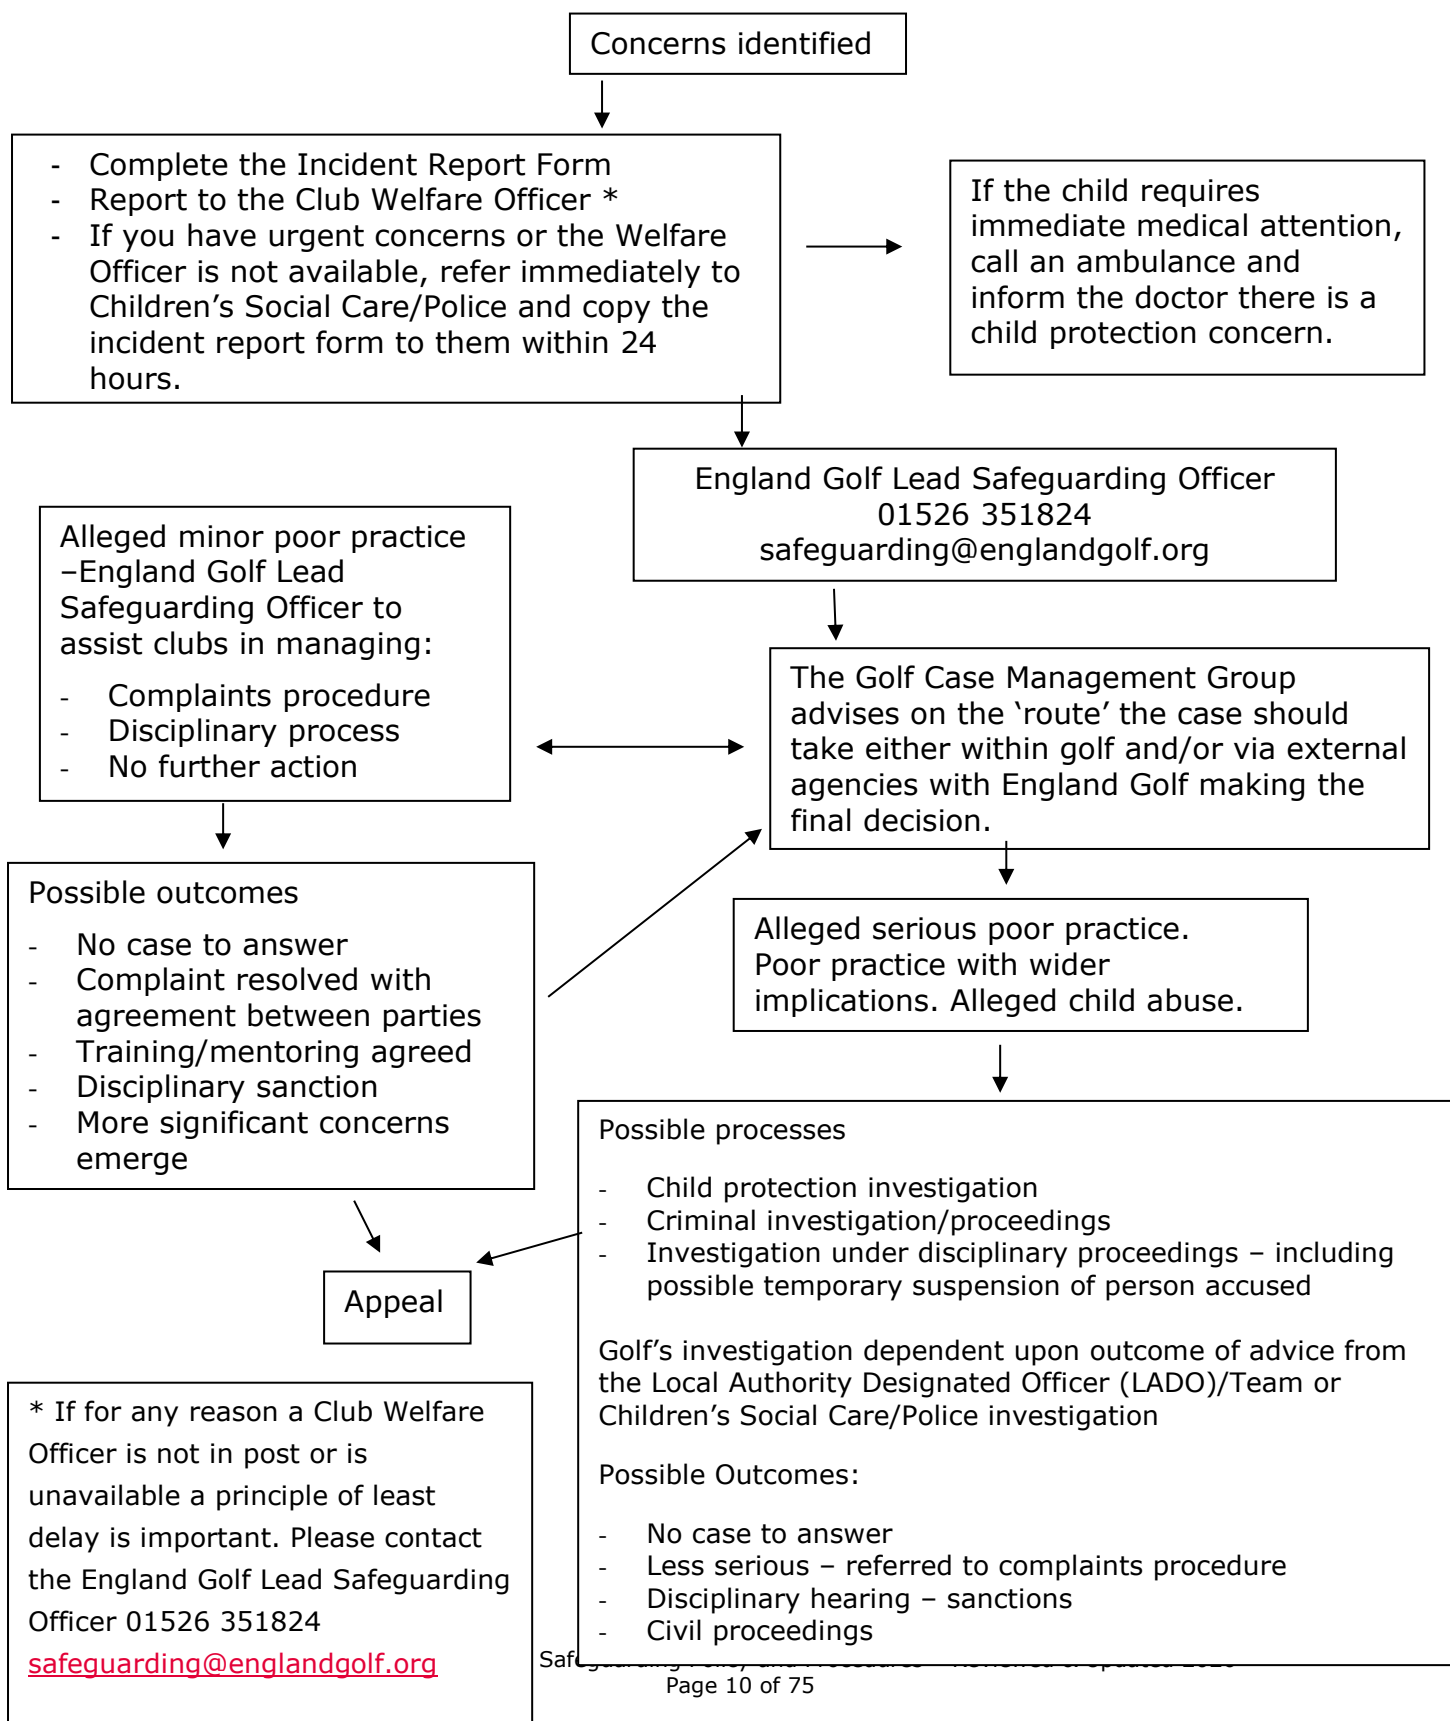 Concerns identified
- Complete the Incident Report Form
- Report to the Club Welfare Officer *
- If you have urgent concerns or the Welfare
Officer is not available, refer immediately to
Children’s Social Care/Police and copy the
incident report form to them within 24
hours.
If the child requires
immediate medical attention,
call an ambulance and
inform the doctor there is a
child protection concern.
England Golf Lead Safeguarding Officer
01526 351824
safeguarding@englandgolf.org
Alleged minor poor practice
–England Golf Lead
Safeguarding Officer to
assist clubs in managing:
- Complaints procedure
- Disciplinary process
- No further action
The Golf Case Management Group
advises on the ‘route’ the case should
take either within golf and/or via external
agencies with England Golf making the
final decision.
Possible outcomes
- No case to answer
- Complaint resolved with
agreement between parties
- Training/mentoring agreed
- Disciplinary sanction
- More significant concerns
emerge
Alleged serious poor practice.
Poor practice with wider
implications. Alleged child abuse.
Possible processes
- Child protection investigation
- Criminal investigation/proceedings
- Investigation under disciplinary proceedings – including
possible temporary suspension of person accused
Golf’s investigation dependent upon outcome of advice from
the Local Authority Designated Officer (LADO)/Team or
Children’s Social Care/Police investigation
Possible Outcomes:
- No case to answer
- Less serious – referred to complaints procedure
- Disciplinary hearing – sanctions
- Civil proceedings
Appeal
* If for any reason a Club Welfare
Officer is not in post or is
unavailable a principle of least
delay is important. Please contact
the England Golf Lead Safeguarding
Officer 01526 351824
safeguarding@englandgolf.org
Safeguarding Policy and Procedures
Page 10 of 75